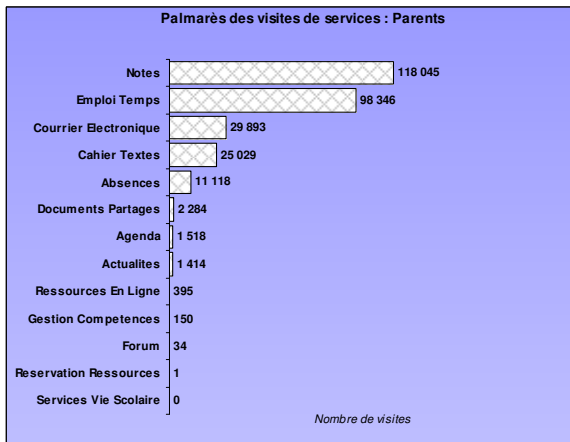 Palmarès des visites de services : Parents
Notes 118 045
Emploi Temps 98 346
Courrier Electronique 29 893
Cahier Textes 25 029
Absences 11 118
Documents Partages 2 284
Agenda 1 518
Actualites 1 414
Ressources En Ligne 395
Gestion Competences 150
Forum 34
Reservation Ressources 1
Services Vie Scolaire 0
Nombre de visites